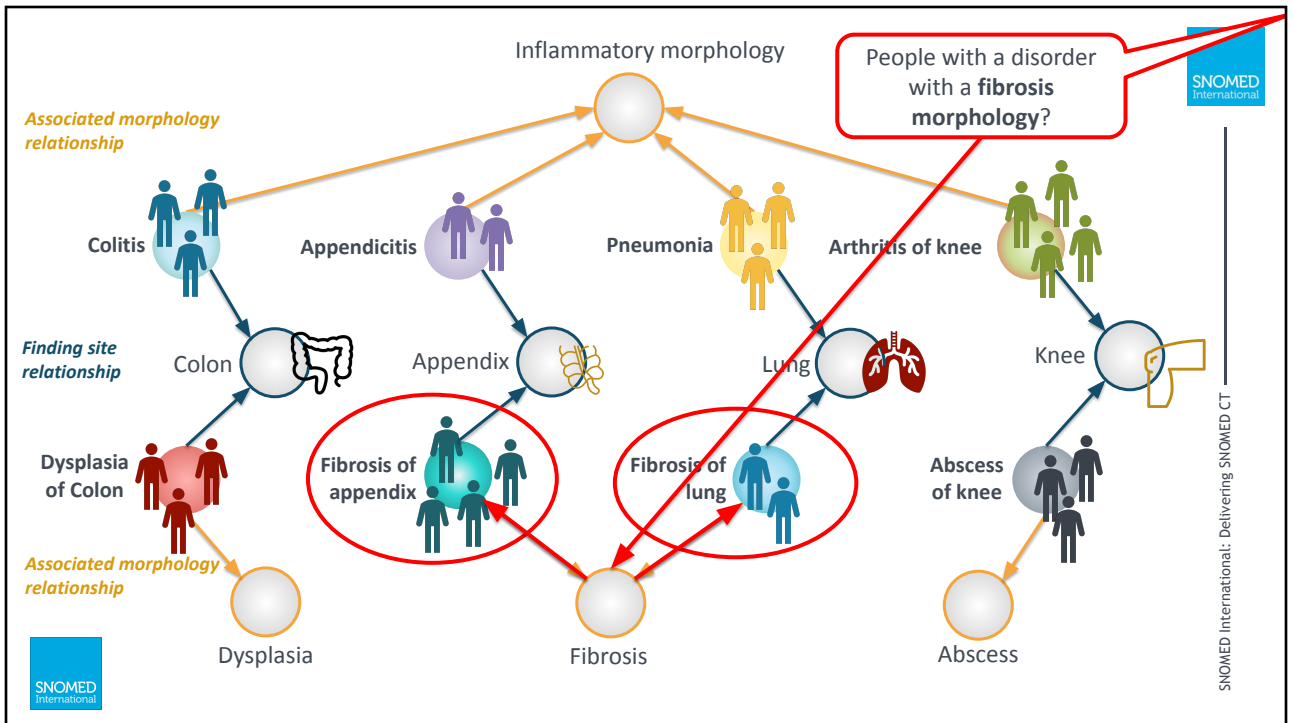 Inflammatory morphology
People with a disorder
with a fibrosis
morphology?
SNOMED
International
Associated morphology
relationship
Colitis
Appendicitis
Pneumonia
Arthritis of knee
Finding site
relationship
Colon
Appendix
Lung
Knee
Dysplasia
of Colon
Fibrosis of
appendix
Fibrosis of
lung
Abscess
of knee
Associated morphology
relationship
Dysplasia
Fibrosis
Abscess
SNOMED International: Delivering SNOMED CT
SNOMED
International